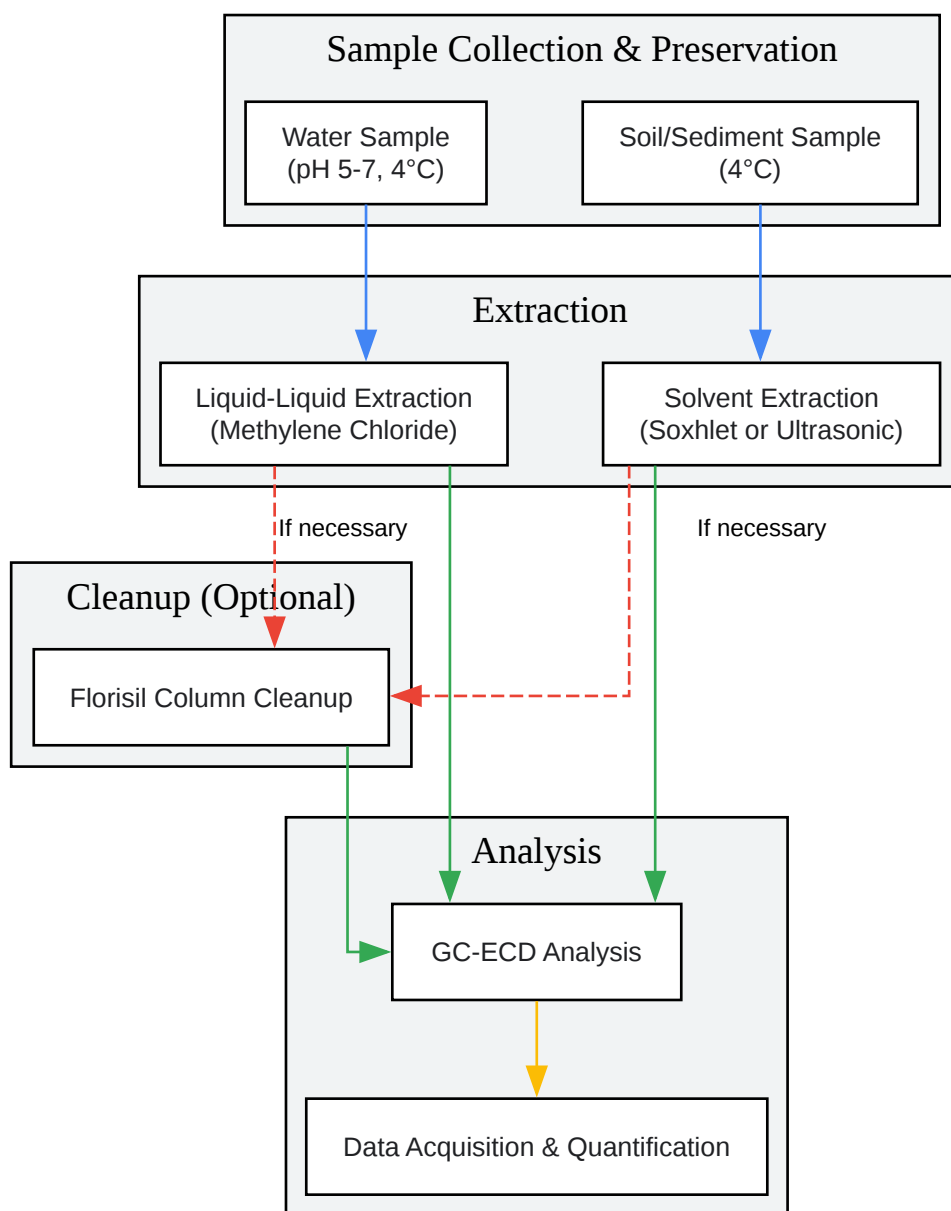 Sample Collection & Preservation
Water Sample
(pH 5-7, 4°C)
Soil/Sediment Sample
(4°C)
Extraction
Liquid-Liquid Extraction
(Methylene Chloride)
Solvent Extraction
(Soxhlet or Ultrasonic)
If necessary
If necessary
Cleanup (Optional)
Florisil Column Cleanup
Analysis
GC-ECD Analysis
Data Acquisition & Quantification